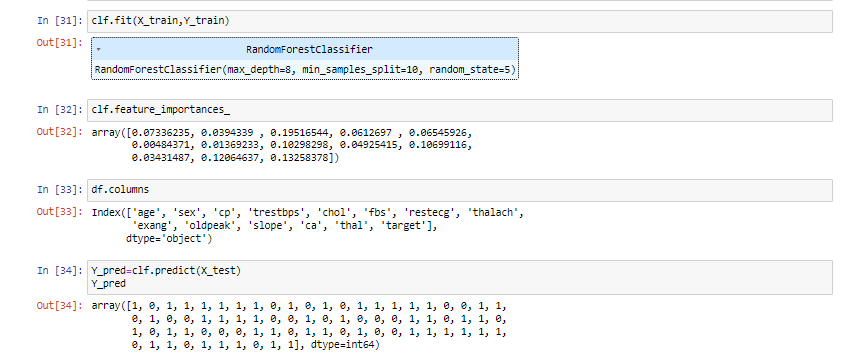 In [31]: clf.fit(X_train,Y_train)
Out[31]:
RandomForestClassifier
RandomForestClassifier(max_depth=8, min_samples_split=10, random_state=5)
In [32]: clf.feature_importances_
Out[32]: array([0.07336235, 0.0394339 , 0.19516544, 0.0612697 , 0.06545926,
0.00484371, 0.01369233, 0.10298298, 0.04925415, 0.10699116,
0.03431487, 0.12064637, 0.13258378])
In [33]: df.columns
Out[33]: Index(['age', 'sex', 'cp', 'trestbps', 'chol', 'fbs', 'restecg', 'thalach',
'exang', 'oldpeak', 'slope', 'ca', 'thal', 'target'],
dtype='object')
In [34]: Y_pred=clf.predict(X_test)
Y_pred
Out[34]: array([1, 0, 1, 1, 1, 1, 1, 1, 0, 1, 0, 1, 0, 1, 1, 1, 1, 1, 0, 0, 1, 1,
0, 1, 0, 0, 1, 1, 1, 1, 0, 0, 1, 0, 1, 0, 0, 0, 1, 1, 0, 1, 1, 0,
1, 0, 1, 1, 0, 0, 0, 1, 1, 0, 1, 1, 0, 1, 0, 0, 1, 1, 1, 1, 1, 1,
0, 1, 1, 0, 1, 1, 1, 0, 1, 1], dtype=int64)